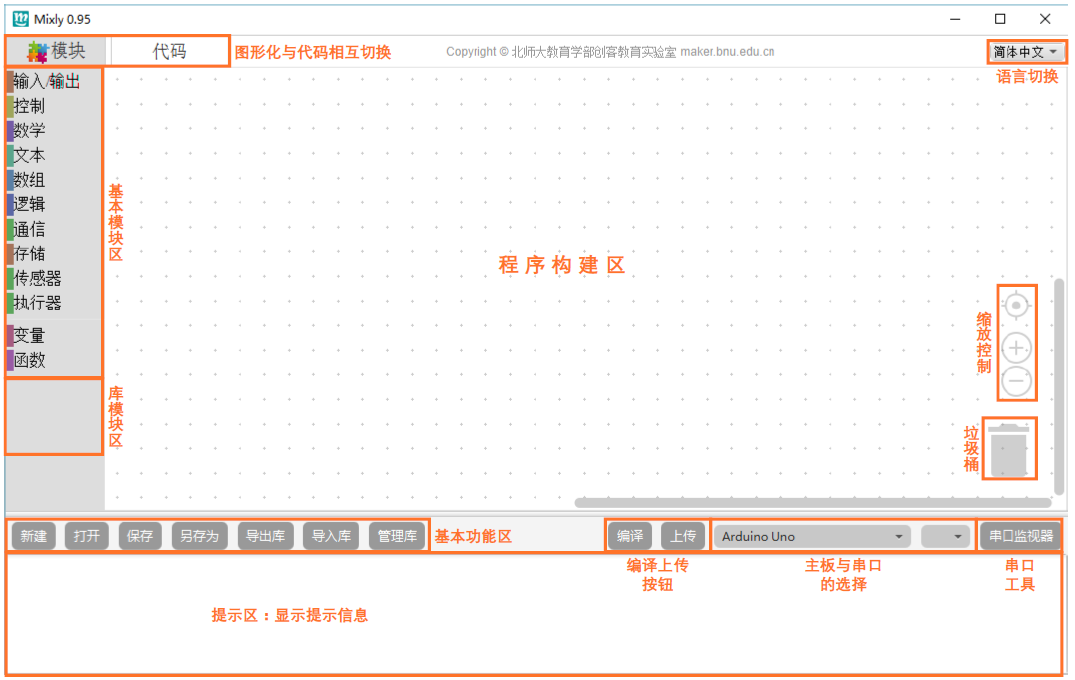 Mixly 0.95
模块
代码
图形化与代码相互切换
Copyright © 北师大教育学部创客教育实验室 maker.bnu.edu.cn
简体中文
语言切换
输入/输出
控制
数学
文本
数组
逻辑
通信
存储
传感器
执行器
变量
函数
基本模块区
库模块区
程序构建区
缩放控制
垃圾桶
新建
打开
保存
另存为
导出库
导入库
管理库
基本功能区
编译
上传
Arduino Uno
串口监视器
编译上传
按钮
主板与串口
的选择
串口
工具
提示区：显示提示信息